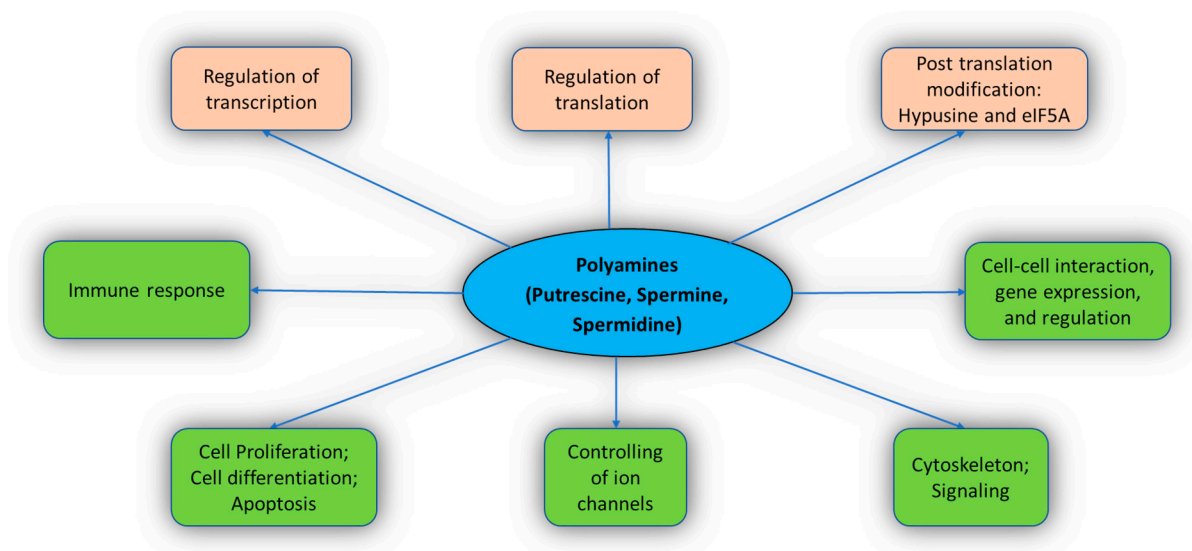 Regulation of
transcription
Regulation of
translation
Post translation
modification:
Hypusine and eIF5A
Immune response
Polyamines
(Putrescine, Spermine,
Spermidine)
Cell-cell interaction,
gene expression,
and regulation
Cell Proliferation;
Cell differentiation;
Apoptosis
Controlling
of ion
channels
Cytoskeleton;
Signaling